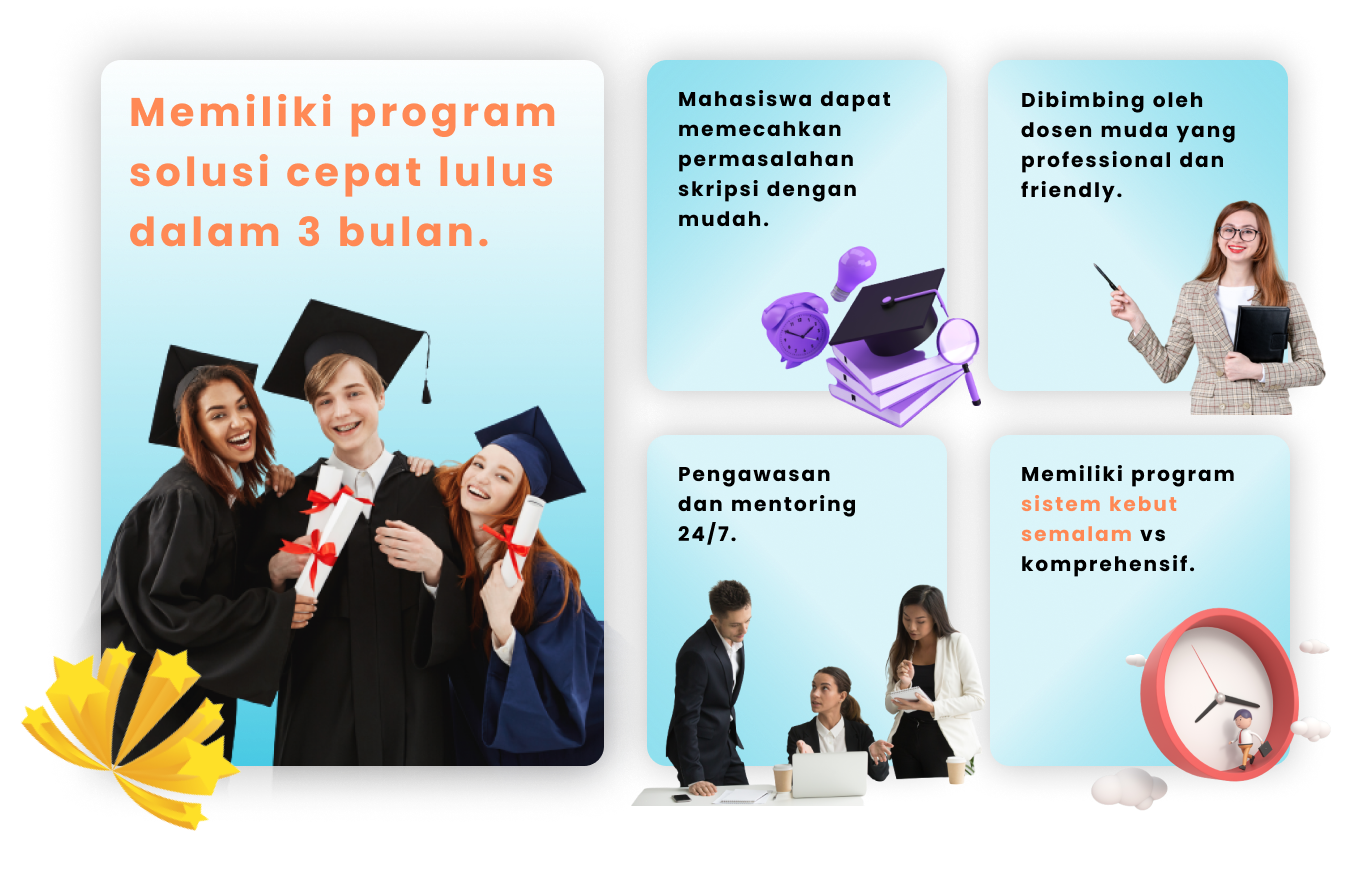 Memiliki program
solusi cepat lulus
dalam 3 bulan.
Mahasiswa dapat
memecahkan
permasalahan
skripsi dengan
mudah.
Dibimbing oleh
dosen muda yang
professional dan
friendly.
Pengawasan
dan mentoring
24/7.
Memiliki program
sistem kebut
semalam vs
komprehensif.